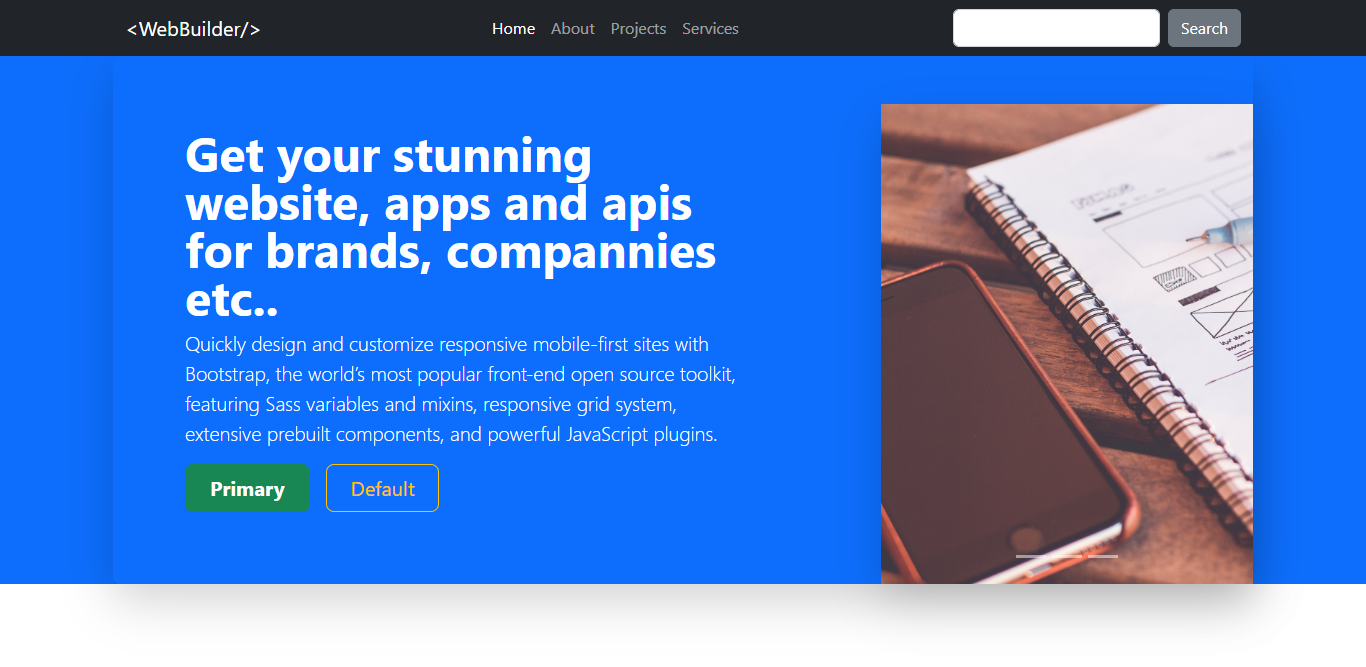 <WebBuilder/>
Home About Projects Services
Search
Get your stunning
website, apps and apis
for brands, compannies
etc..
Quickly design and customize responsive mobile-first sites with
Bootstrap, the world’s most popular front-end open source toolkit,
featuring Sass variables and mixins, responsive grid system,
extensive prebuilt components, and powerful JavaScript plugins.
Primary Default